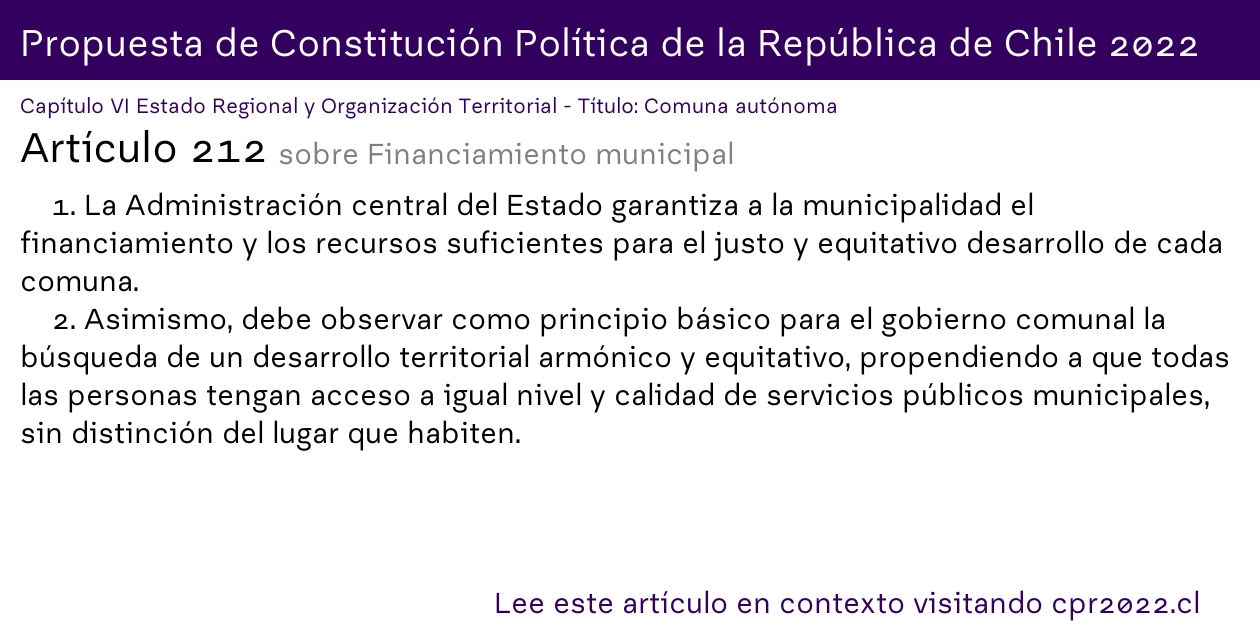 Propuesta de Constitución Política de la República de Chile 2022
Capítulo VI Estado Regional y Organización Territorial - Título: Comuna autónoma
Artículo 212 sobre Financiamiento municipal
1. La Administración central del Estado garantiza a la municipalidad el
financiamiento y los recursos suficientes para el justo y equitativo desarrollo de cada
comuna.
2. Asimismo, debe observar como principio básico para el gobierno comunal la
búsqueda de un desarrollo territorial armónico y equitativo, propendiendo a que todas
las personas tengan acceso a igual nivel y calidad de servicios públicos municipales,
sin distinción del lugar que habiten.
Lee este artículo en contexto visitando cpr2022.cl